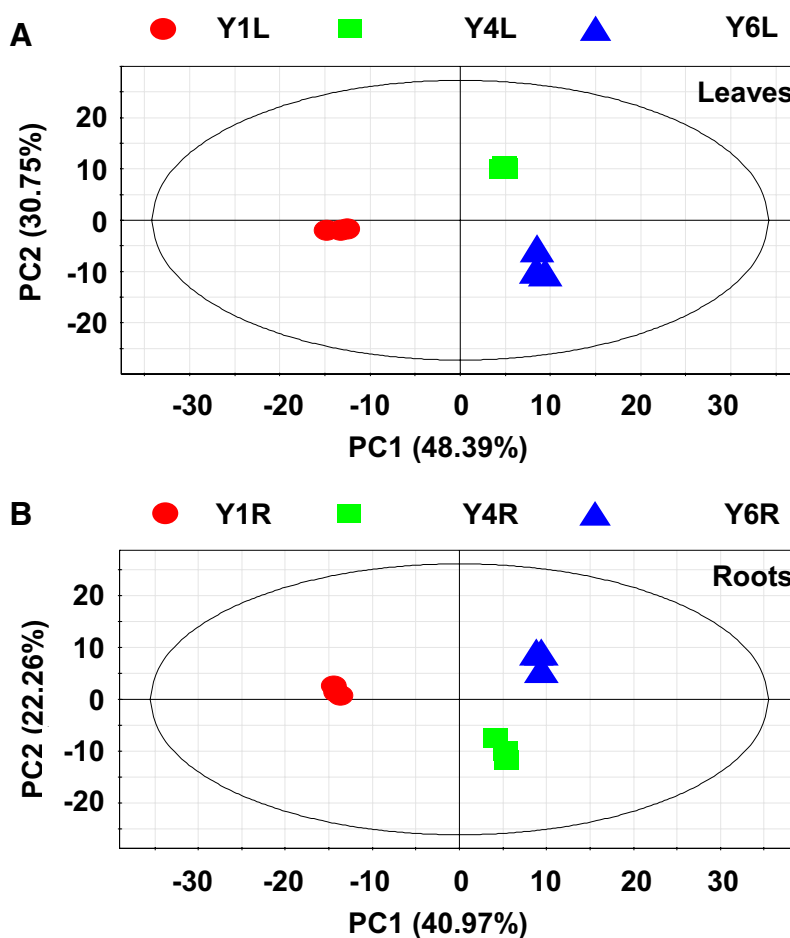 A Y1L Y4L Y6L
Leaves
20
10
0
-10
-20
PC2 (30.75%)
-30 -20 -10 0 10 20 30
PC1 (48.39%)
B Y1R Y4R Y6R
Roots
20
10
0
-10
-20
PC2 (22.26%)
-30 -20 -10 0 10 20 30
PC1 (40.97%)